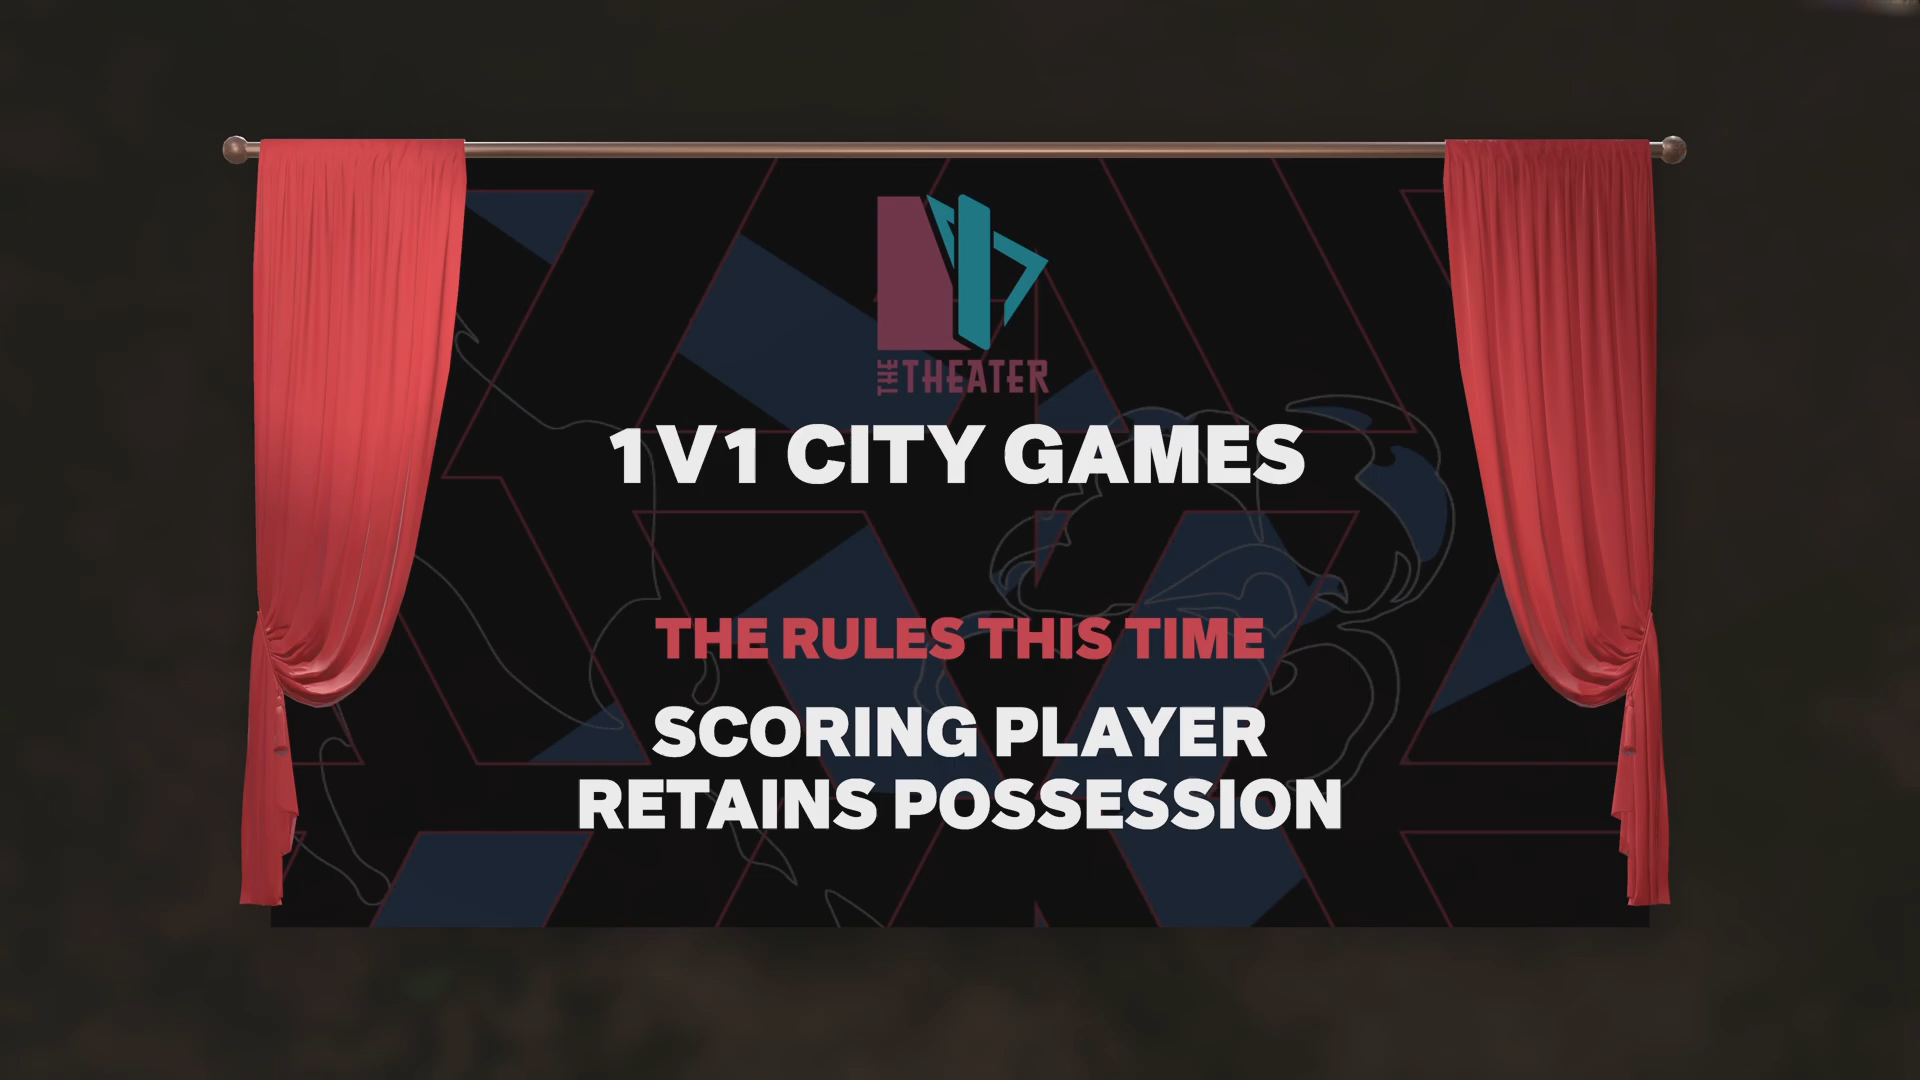 THE THEATER
1V1 CITY GAMES
THE RULES THIS TIME
SCORING PLAYER
RETAINS POSSESSION